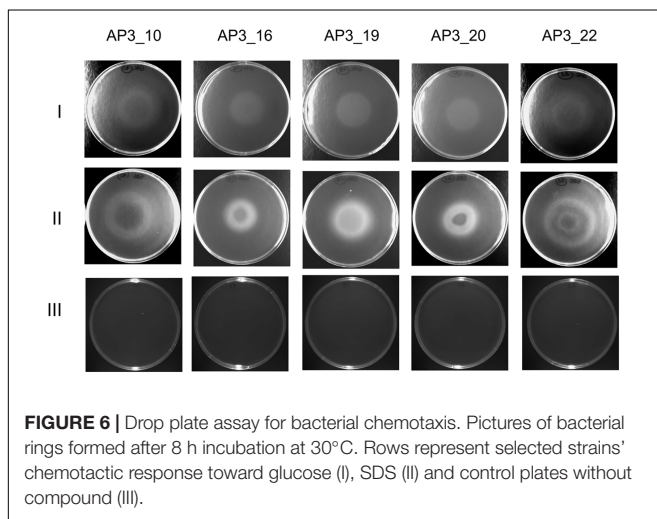 AP3_10 AP3_16 AP3_19 AP3_20 AP3_22
I
II
III
FIGURE 6 | Drop plate assay for bacterial chemotaxis. Pictures of bacterial
rings formed after 8 h incubation at 30°C. Rows represent selected strains'
chemotactic response toward glucose (I), SDS (II) and control plates without
compound (III).